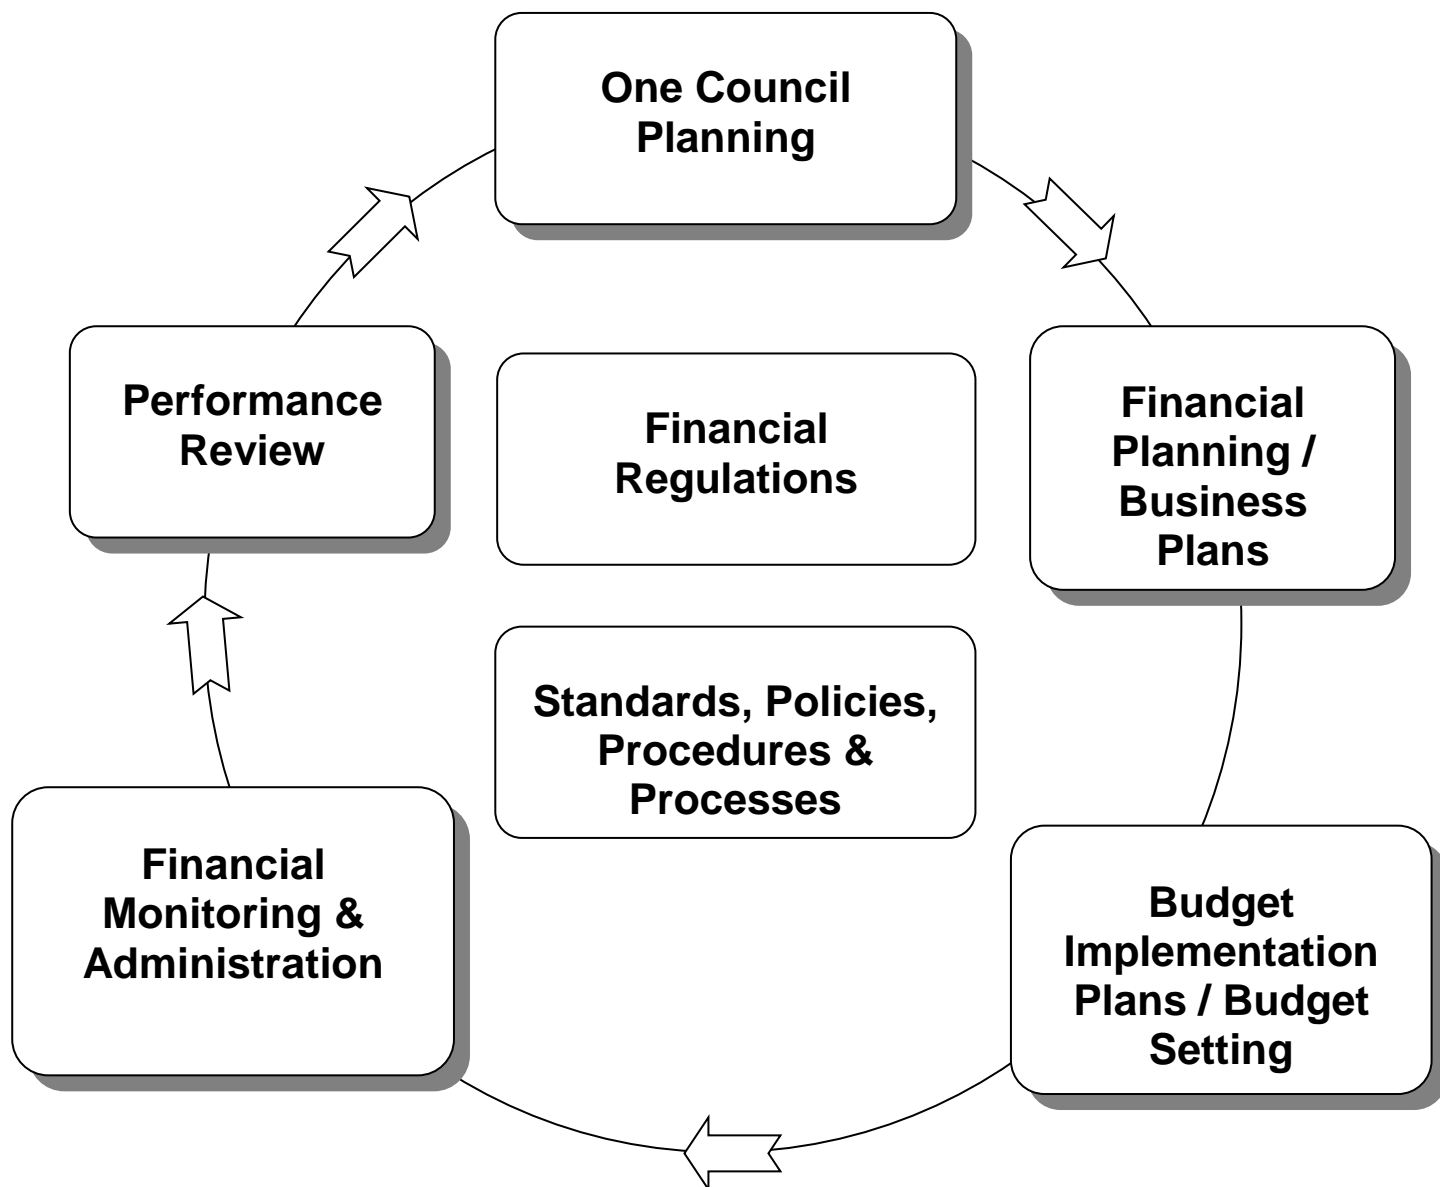 One Council
Planning
Performance
Review
Financial
Regulations
Financial
Planning /
Business
Plans
Standards, Policies,
Procedures &
Processes
Financial
Monitoring &
Administration
Budget
Implementation
Plans / Budget
Setting